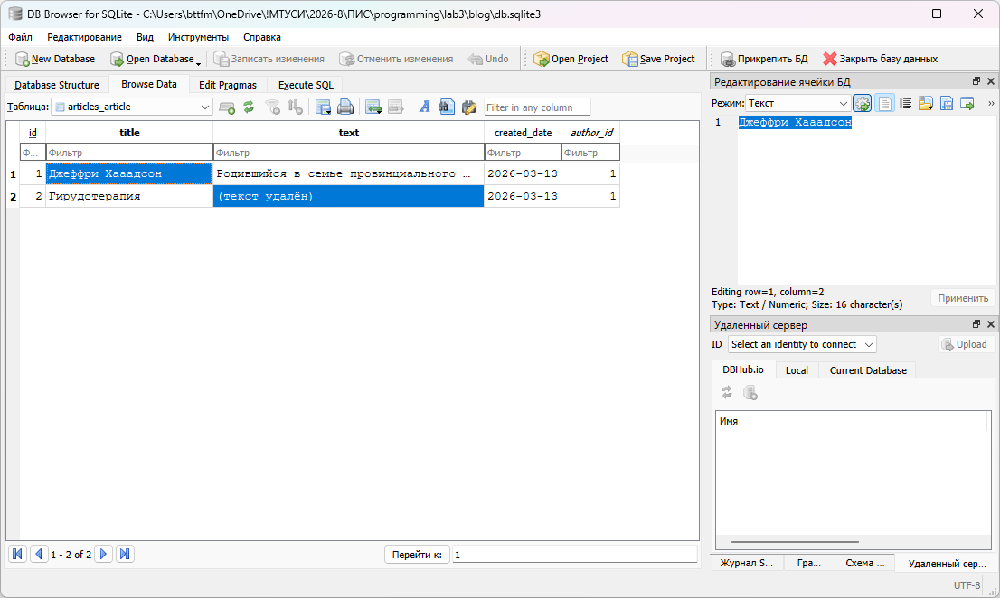 DB Browser for SQLite - C:\Users\bttfm\OneDrive\!МТУСИ\2026-8\ПИС\programming\lab3\blog\db.sqlite3
Файл Редактирование Вид Инструменты Справка
New Database Open Database Записать изменения Отменить изменения Undo Open Project Save Project Прикрепить БД Закрыть базу данных
Database Structure Browse Data Edit Pragmas Execute SQL
Таблица: articles_article Filter in any column
id title text created_date author_id
Ф... Фильтр Фильтр Фильтр Фильтр
1 1 Джеффри Хааадсон Родившийся в семье провинциального … 2026-03-13 1
2 2 Гирудотерапия (текст удалён) 2026-03-13 1
1 - 2 of 2 Перейти к: 1
Редактирование ячейки БД
Режим: Текст »
1 Джеффри Хааадсон
Editing row=1, column=2
Type: Text / Numeric; Size: 16 character(s)
Применить
Удаленный сервер
ID Select an identity to connect Upload
DBHub.io Local Current Database
Имя
Журнал S... Гра... Схема ... Удаленный сер...
UTF-8